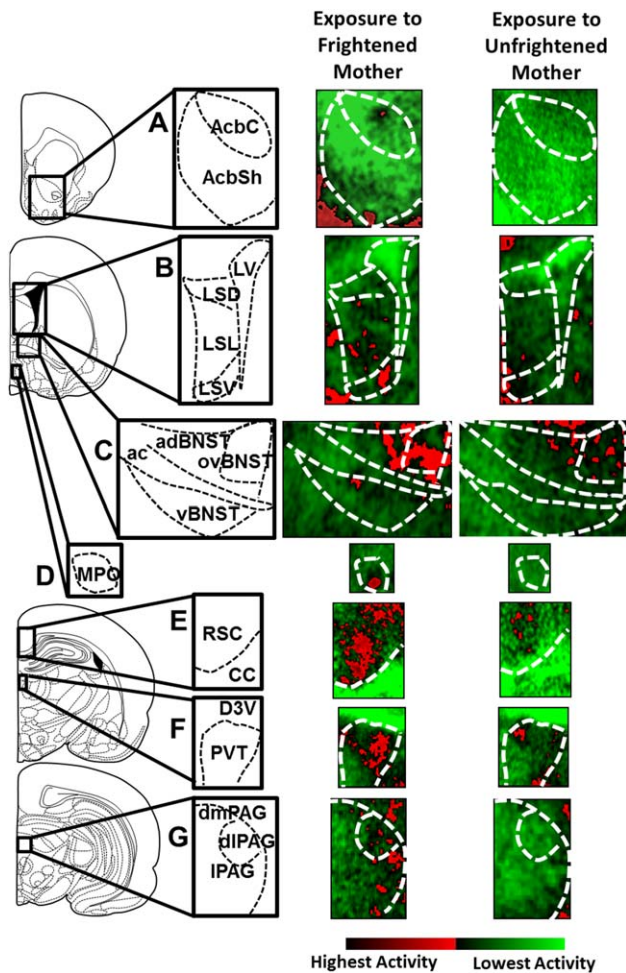 Exposure to
Frightened
Mother
Exposure to
Unfrightened
Mother
A
AcbC
AcbSh
B
LV
LSD
LSL
LSV
C
adBNST
ac
ovBNST
vBNST
D
MPO
E
RSC
CC
F
D3V
PVT
G
dmPAG
dlPAG
lPAG
Highest Activity
Lowest Activity